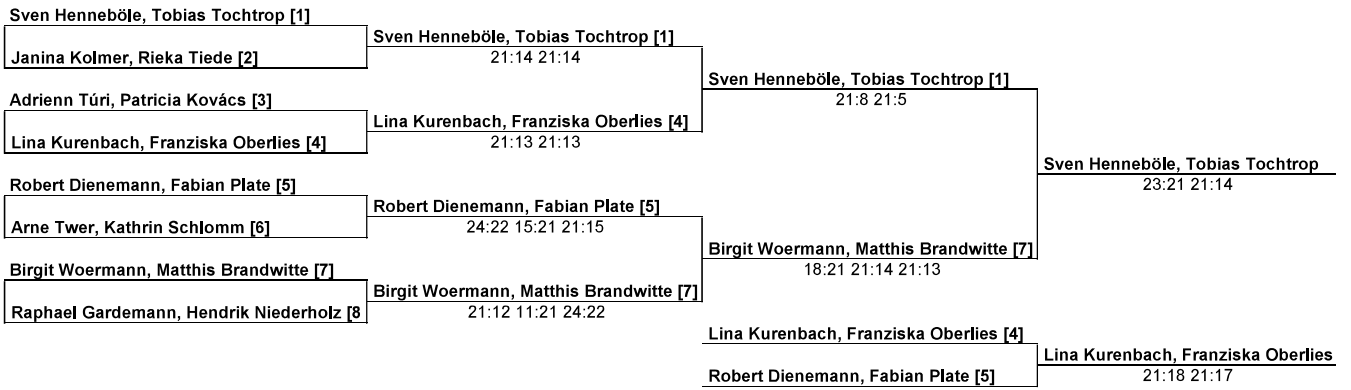 Sven Henneböle, Tobias Tochtrop [1]
Janina Kolmer, Rieka Tiede [2]
Adrienn Túri, Patricia Kovács [3]
Lina Kurenbach, Franziska Oberlies [4]
Robert Dienemann, Fabian Plate [5]
Arne Twer, Kathrin Schlomm [6]
Birgit Woermann, Matthis Brandwitte [7]
Raphael Gardemann, Hendrik Niederholz [8
Sven Henneböle, Tobias Tochtrop [1]
21:14 21:14
Lina Kurenbach, Franziska Oberlies [4]
21:13 21:13
Robert Dienemann, Fabian Plate [5]
24:22 15:21 21:15
Birgit Woermann, Matthis Brandwitte [7]
21:12 11:21 24:22
Sven Henneböle, Tobias Tochtrop [1]
21:8 21:5
Birgit Woermann, Matthis Brandwitte [7]
18:21 21:14 21:13
Sven Henneböle, Tobias Tochtrop
23:21 21:14
Lina Kurenbach, Franziska Oberlies [4]
Robert Dienemann, Fabian Plate [5]
Lina Kurenbach, Franziska Oberlies
21:18 21:17